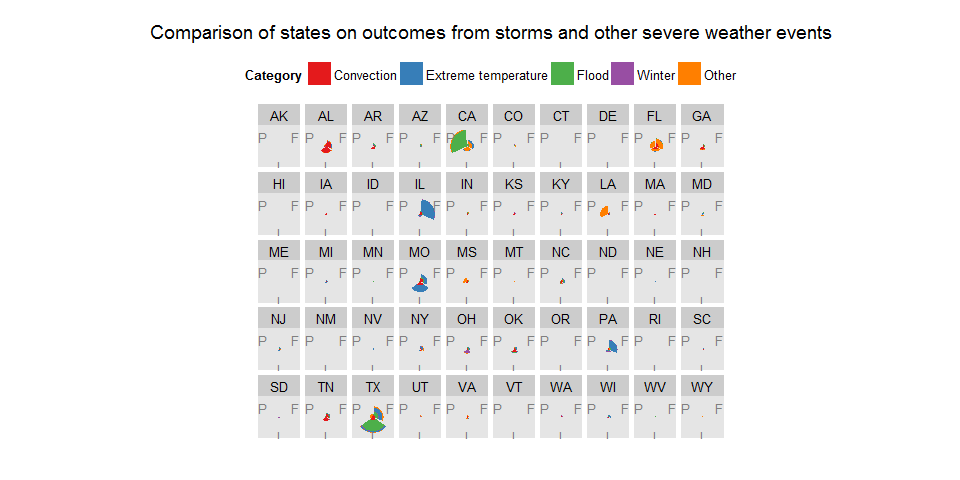 Comparison of states on outcomes from storms and other severe weather events
Category Convection Extreme temperature Flood Winter Other
AK AL AR AZ CA CO CT DE FL GA
P F P F P F P F P F P F P F P F P F P F
I I I I I I I I I I
HI IA ID IL IN KS KY LA MA MD
P F P F P F P F P F P F P F P F P F P F
I I I I I I I I I I
ME MI MN MO MS MT NC ND NE NH
P F P F P F P F P F P F P F P F P F P F
I I I I I I I I I I
NJ NM NV NY OH OK OR PA RI SC
P F P F P F P F P F P F P F P F P F P F
I I I I I I I I I I
SD TN TX UT VA VT WA WI WV WY
P F P F P F P F P F P F P F P F P F P F
I I I I I I I I I I